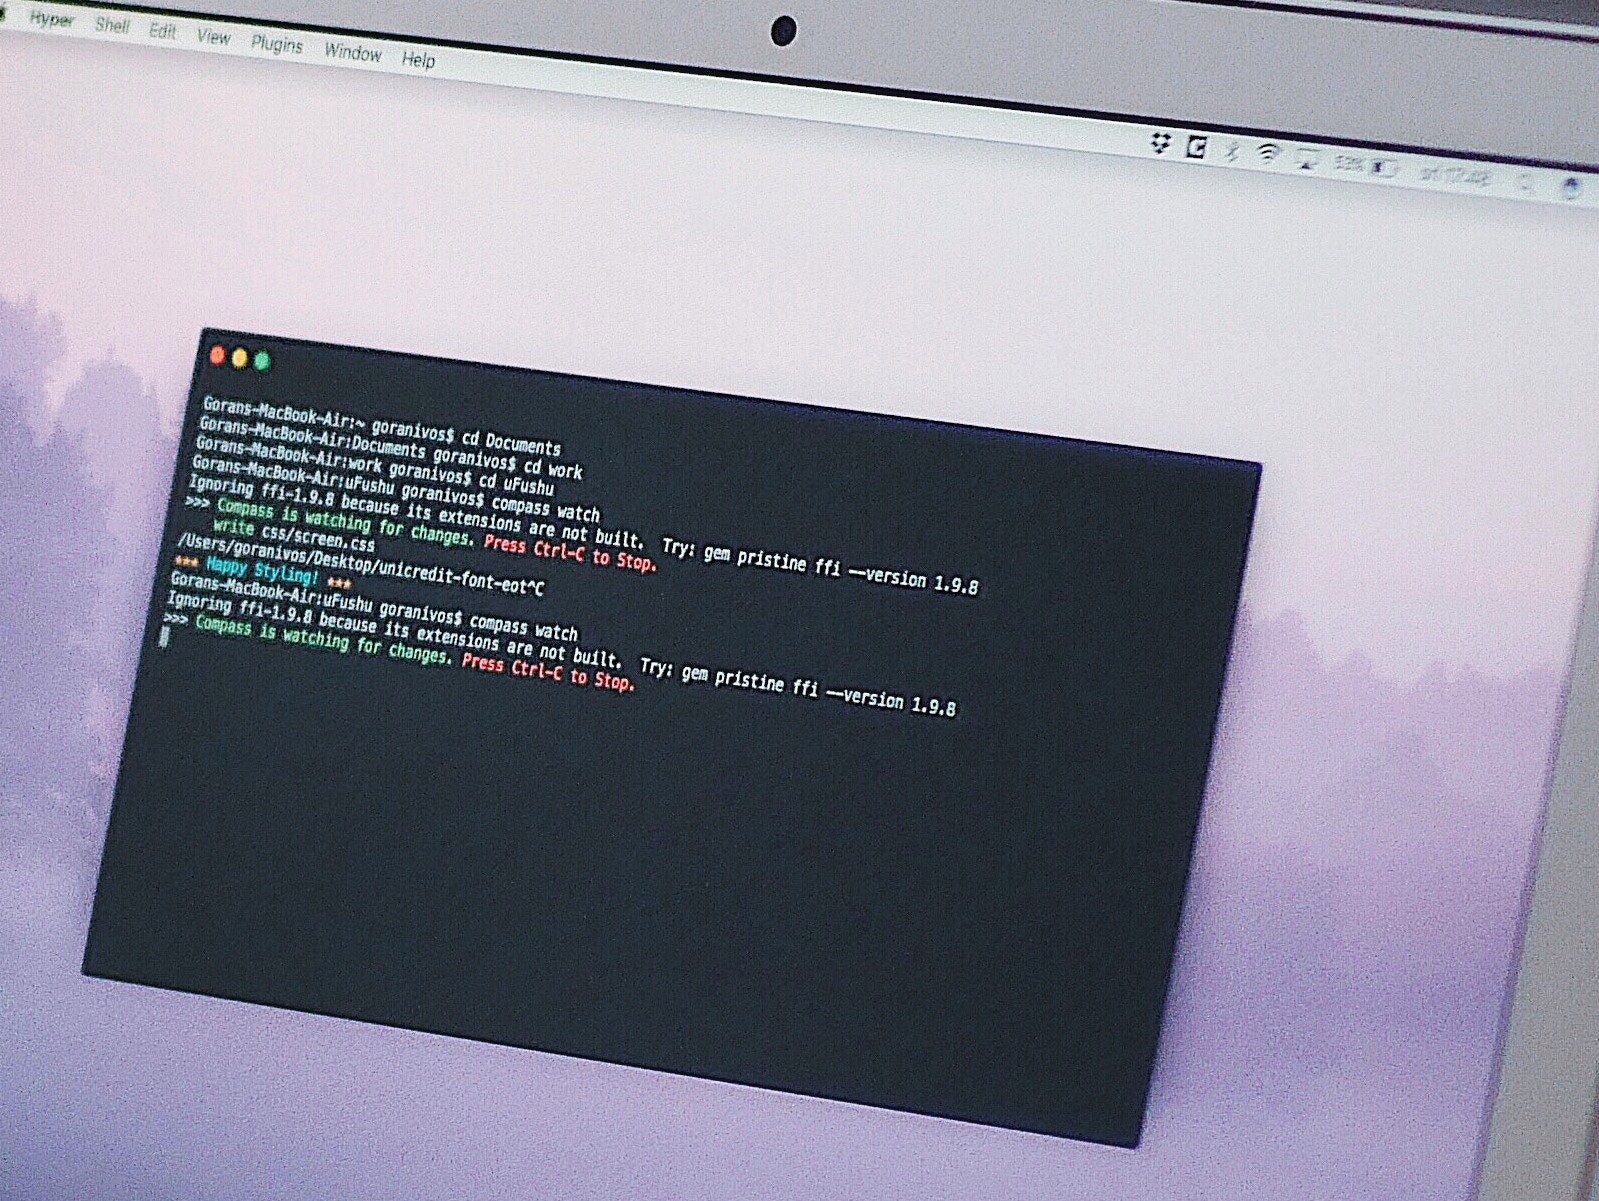 Hyper Shell Edit View Plugins Window Help
Gorans-MacBook-Air:~ goranivos$ cd Documents
Gorans-MacBook-Air:Documents goranivos$ cd work
Gorans-MacBook-Air:work goranivos$ cd uFushu
Gorans-MacBook-Air:uFushu goranivos$ compass watch
Ignoring ffi-1.9.8 because its extensions are not built. Try: gem pristine ffi --version 1.9.8
>>> Compass is watching for changes. Press Ctrl-C to Stop.
write css/screen.css
/Users/goranivos/Desktop/unicredit-font-eot^C
*** Happy Styling! ***
Gorans-MacBook-Air:uFushu goranivos$ compass watch
Ignoring ffi-1.9.8 because its extensions are not built. Try: gem pristine ffi --version 1.9.8
>>> Compass is watching for changes. Press Ctrl-C to Stop.